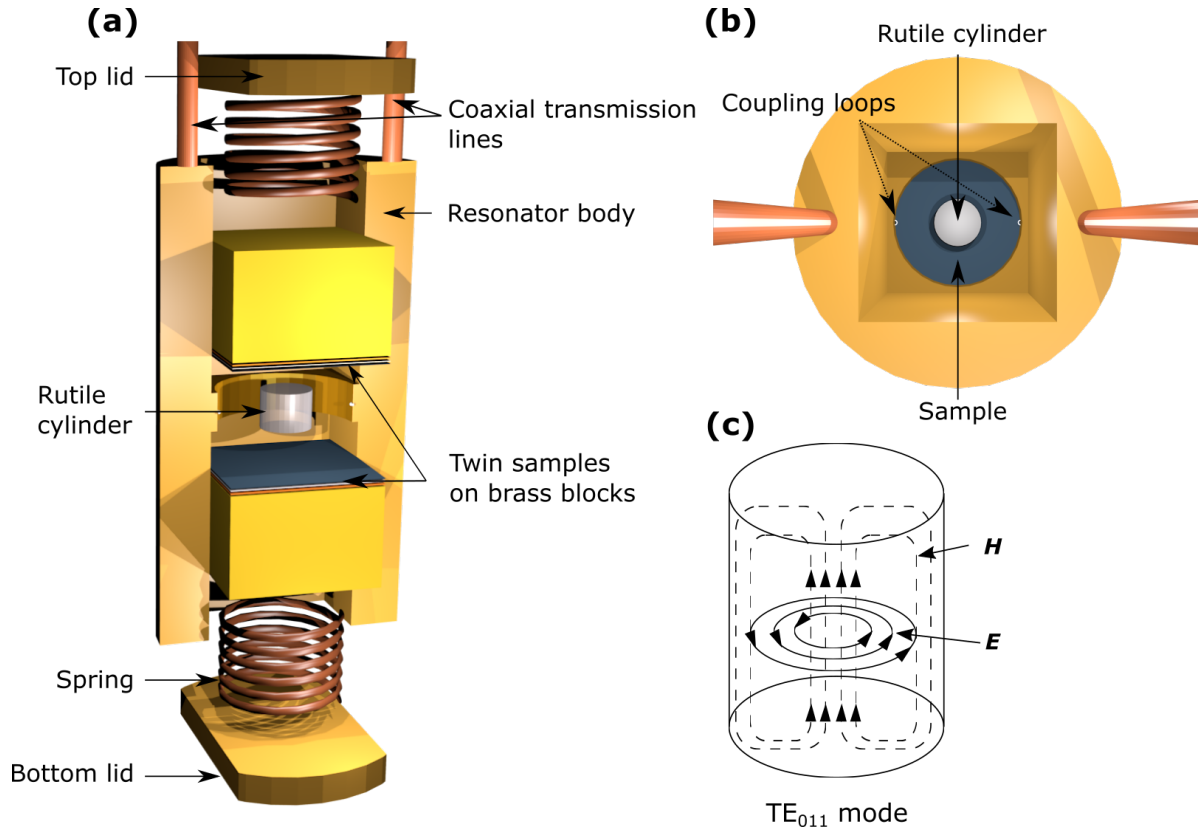 (a)
Top lid
Coaxial transmission
lines
Resonator body
Rutile
cylinder
Twin samples
on brass blocks
Spring
Bottom lid
(b)
Rutile cylinder
Coupling loops
Sample
(c)
H
E
TE₀₁₁ mode